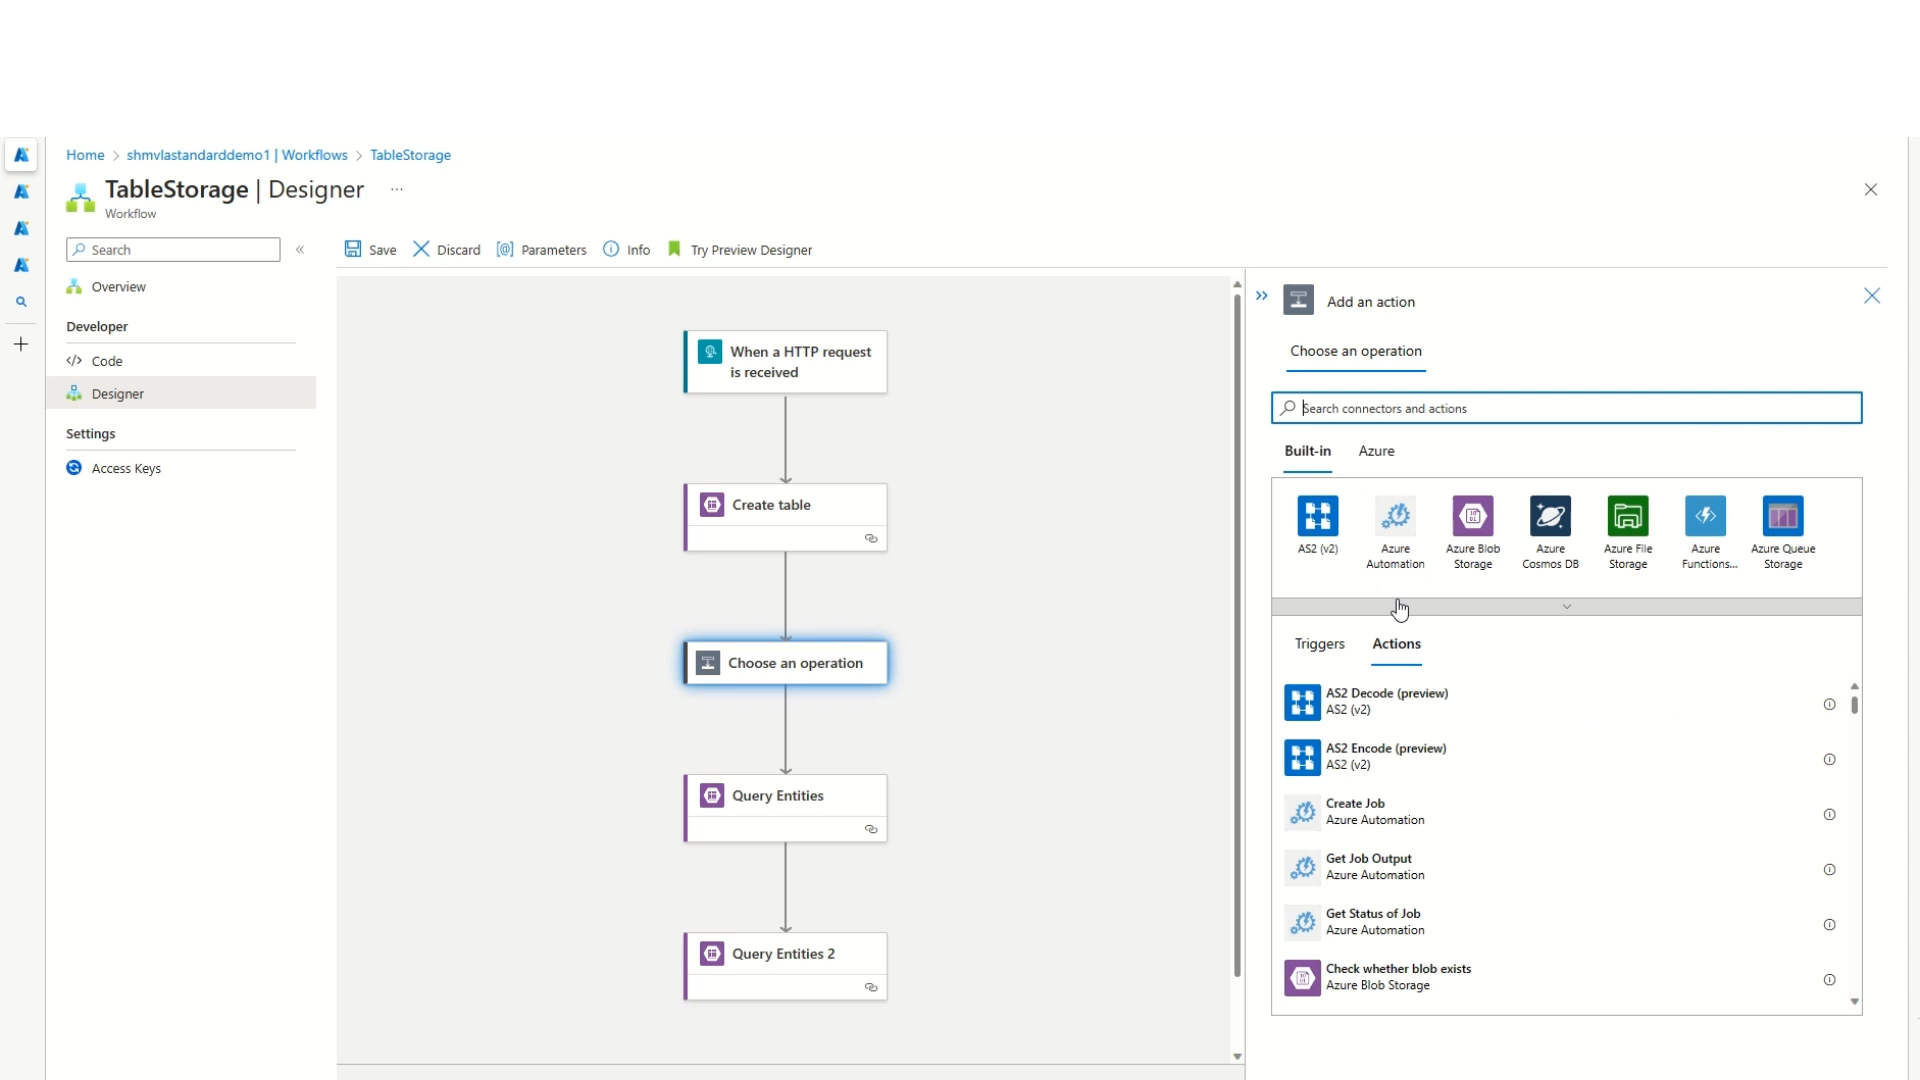 Home > shmvlastandarddemo1 | Workflows > TableStorage
TableStorage | Designer ...
Workflow
Search
«
Overview
Developer
</> Code
Designer
Settings
Access Keys
Save
Discard
[@] Parameters
Info
Try Preview Designer
When a HTTP request
is received
Create table
Choose an operation
Query Entities
Query Entities 2
» Add an action
Choose an operation
Search connectors and actions
Built-in
Azure
AS2 (v2)
Azure
Automation
Azure Blob
Storage
Azure
Cosmos DB
Azure File
Storage
Azure
Functions...
Azure Queue
Storage
Triggers
Actions
AS2 Decode (preview)
AS2 (v2)
AS2 Encode (preview)
AS2 (v2)
Create Job
Azure Automation
Get Job Output
Azure Automation
Get Status of Job
Azure Automation
Check whether blob exists
Azure Blob Storage